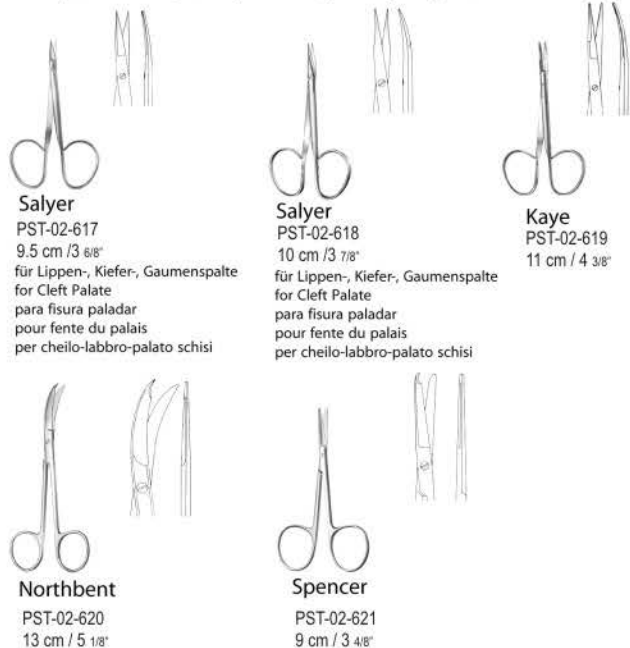 Salyer
PST-02-617
9.5 cm /3 6/8"
für Lippen-, Kiefer-, Gaumenspalte
for Cleft Palate
para fisura paladar
pour fente du palais
per cheilo-labbro-palato schisi
Salyer
PST-02-618
10 cm /3 7/8"
für Lippen-, Kiefer-, Gaumenspalte
for Cleft Palate
para fisura paladar
pour fente du palais
per cheilo-labbro-palato schisi
Kaye
PST-02-619
11 cm / 4 3/8"
Northbent
PST-02-620
13 cm / 5 1/8"
Spencer
PST-02-621
9 cm / 3 4/8"